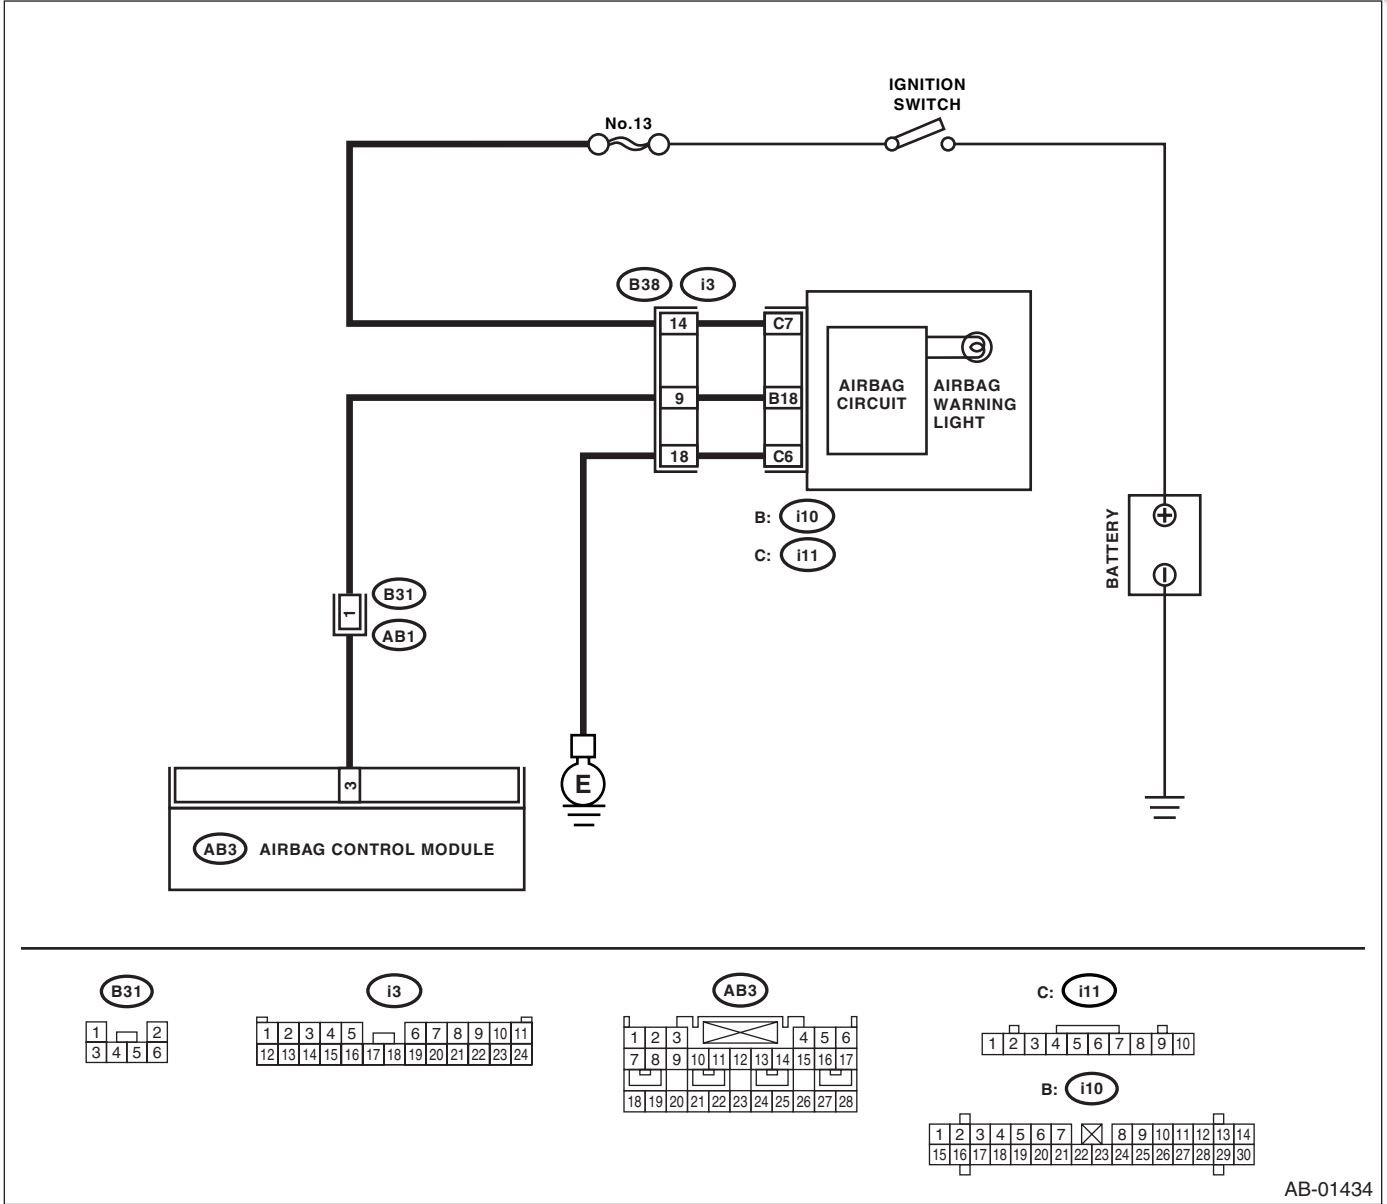 IGNITION
SWITCH
No.13
B38 i3
14 C7
9 B18
18 C6
AIRBAG
CIRCUIT
AIRBAG
WARNING
LIGHT
B: i10
C: i11
BATTERY
+
−
B31
1
AB1
3
E
AB3 AIRBAG CONTROL MODULE
B31
1 2
3 4 5 6
i3
1 2 3 4 5 6 7 8 9 10 11
12 13 14 15 16 17 18 19 20 21 22 23 24
AB3
1 2 3 4 5 6
7 8 9 10 11 12 13 14 15 16 17
18 19 20 21 22 23 24 25 26 27 28
C: i11
1 2 3 4 5 6 7 8 9 10
B: i10
1 2 3 4 5 6 7 8 9 10 11 12 13 14
15 16 17 18 19 20 21 22 23 24 25 26 27 28 29 30
AB-01434